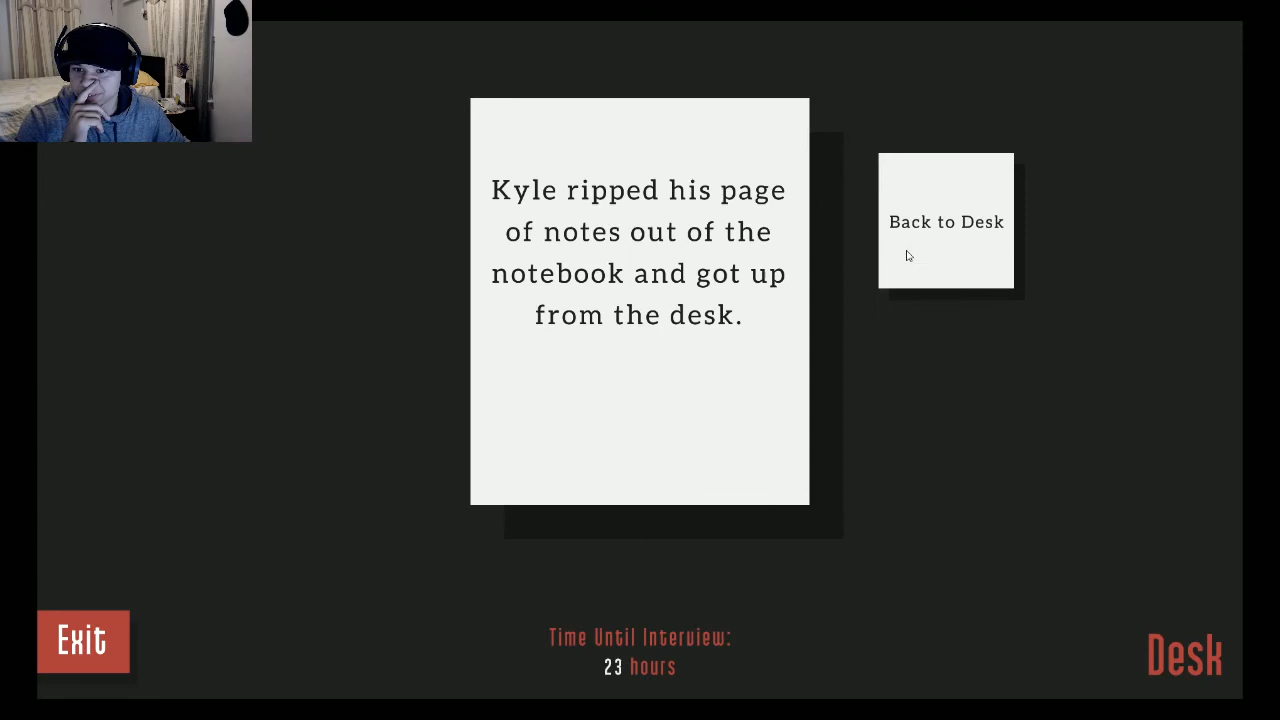 Kyle ripped his page
of notes out of the
notebook and got up
from the desk.
Back to Desk
Exit
Time Until Interview:
23 hours
Desk